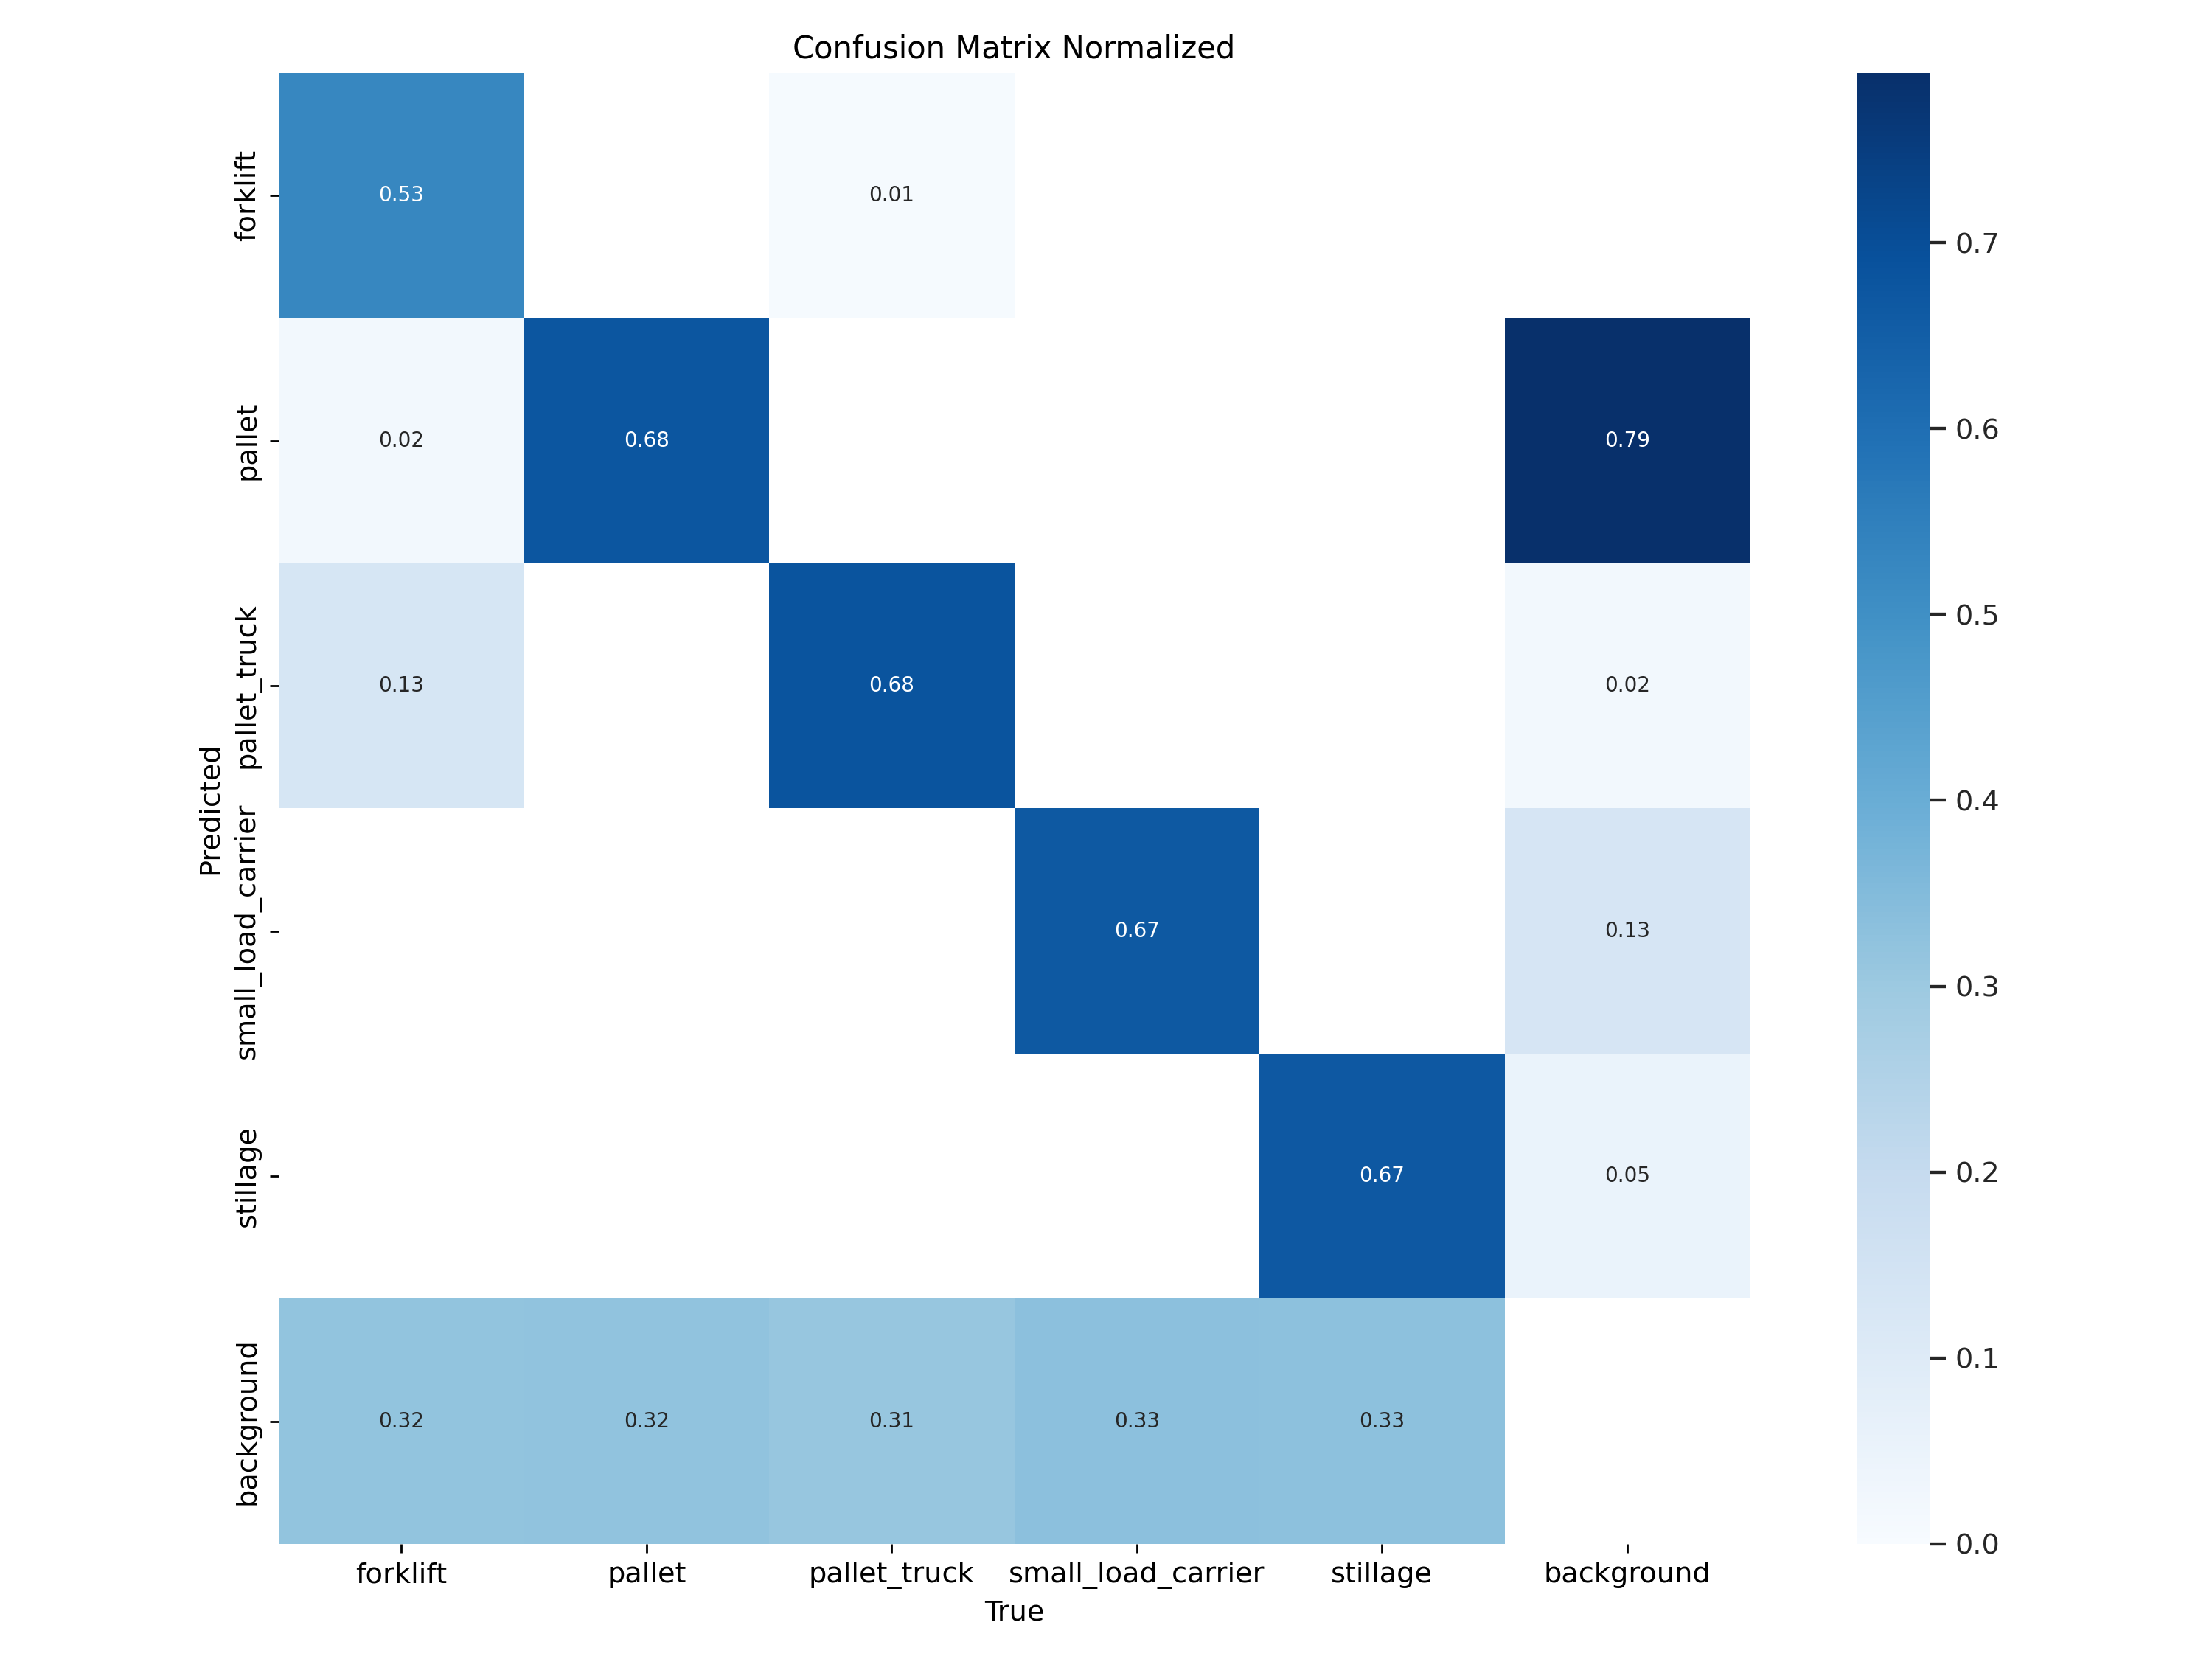 Confusion Matrix Normalized
forklift
0.53
0.01
0.7
pallet
0.02
0.68
0.79
0.6
0.5
pallet_truck
0.13
0.68
0.02
0.4
Predicted
small_load_carrier
0.67
0.13
0.3
stillage
0.67
0.05
0.2
0.1
background
0.32
0.32
0.31
0.33
0.33
0.0
forklift
pallet
pallet_truck
small_load_carrier
stillage
background
True